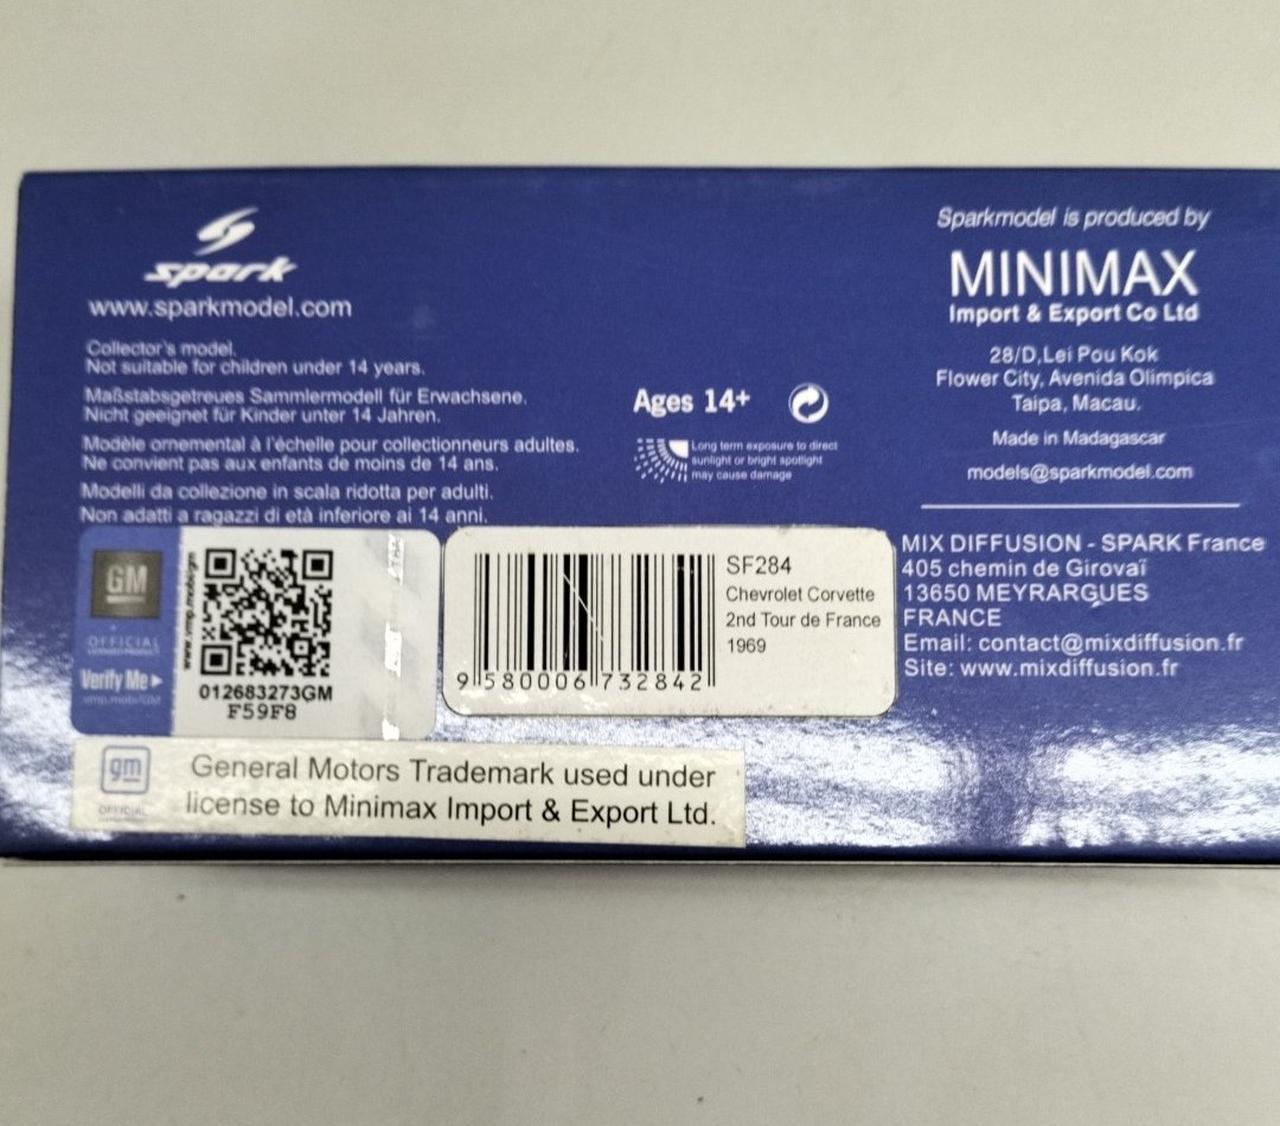 spark
www.sparkmodel.com
Collector's model.
Not suitable for children under 14 years.
Maßstabsgetreues Sammlermodell für Erwachsene.
Nicht geeignet für Kinder unter 14 Jahren.
Modèle ornemental à l'échelle pour collectionneurs adultes.
Ne convient pas aux enfants de moins de 14 ans.
Modelli da collezione in scala ridotta per adulti.
Non adatti a ragazzi di età inferiore ai 14 anni.
Ages 14+
Long term exposure to direct
sunlight or bright spotlight
may cause damage
Sparkmodel is produced by
MINIMAX
Import & Export Co Ltd
28/D,Lei Pou Kok
Flower City, Avenida Olimpica
Taipa, Macau.
Made in Madagascar
models@sparkmodel.com
MIX DIFFUSION - SPARK France
405 chemin de Girovaï
13650 MEYRARGUES
FRANCE
Email: contact@mixdiffusion.fr
Site: www.mixdiffusion.fr
GM
OFFICIAL
LICENSED PRODUCT
Verify Me
012683273GM
F59F8
SF284
Chevrolet Corvette
2nd Tour de France
1969
9 580006 732842
gm
OFFICIAL
General Motors Trademark used under
license to Minimax Import & Export Ltd.